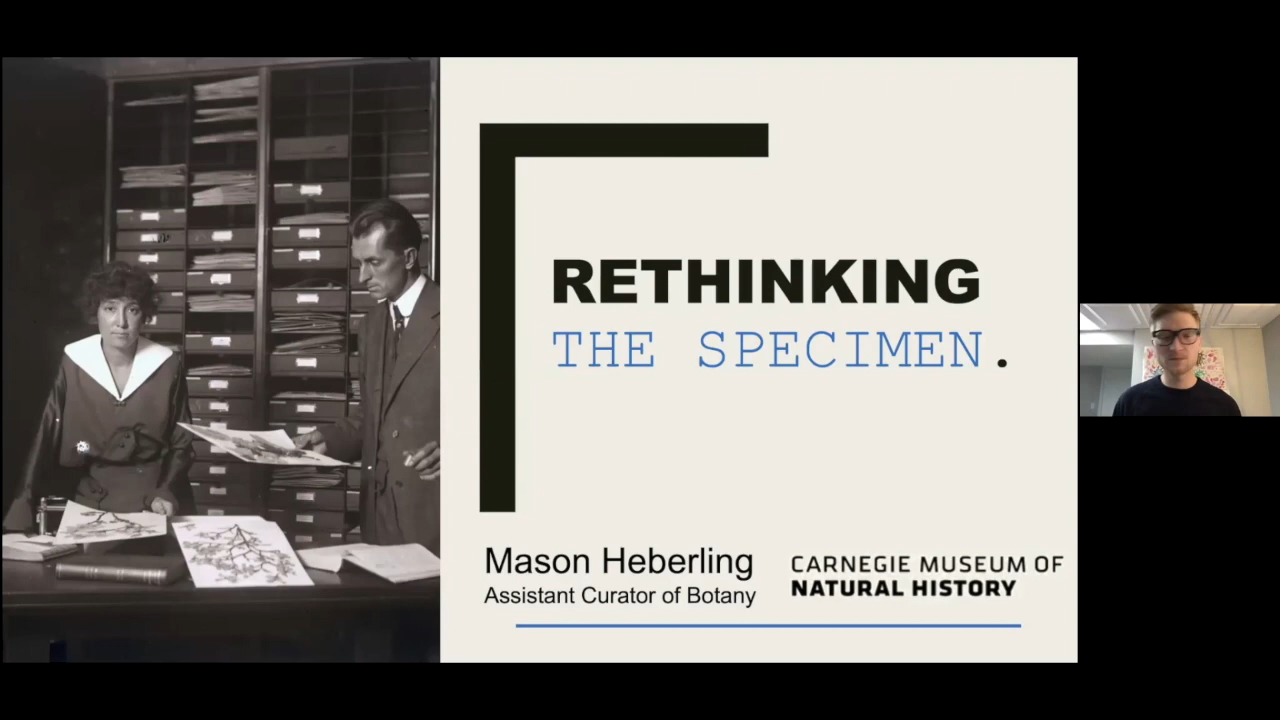 RETHINKING
THE SPECIMEN.
Mason Heberling
Assistant Curator of Botany
CARNEGIE MUSEUM OF
NATURAL HISTORY